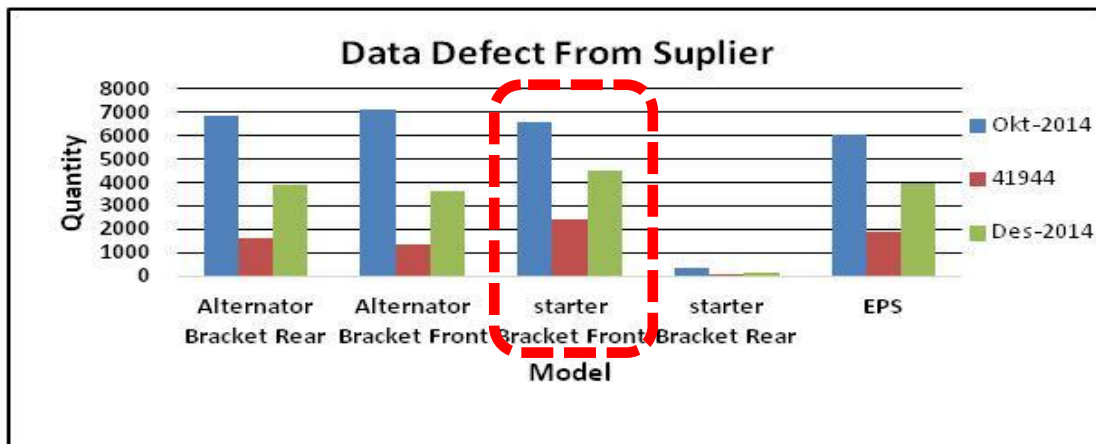 Data Defect From Suplier
8000
7000
6000
5000
4000
3000
2000
1000
0
Quantity
Alternator
Bracket Rear
Alternator
Bracket Front
starter
Bracket Front
starter
Bracket Rear
EPS
Model
Okt-2014
41944
Des-2014